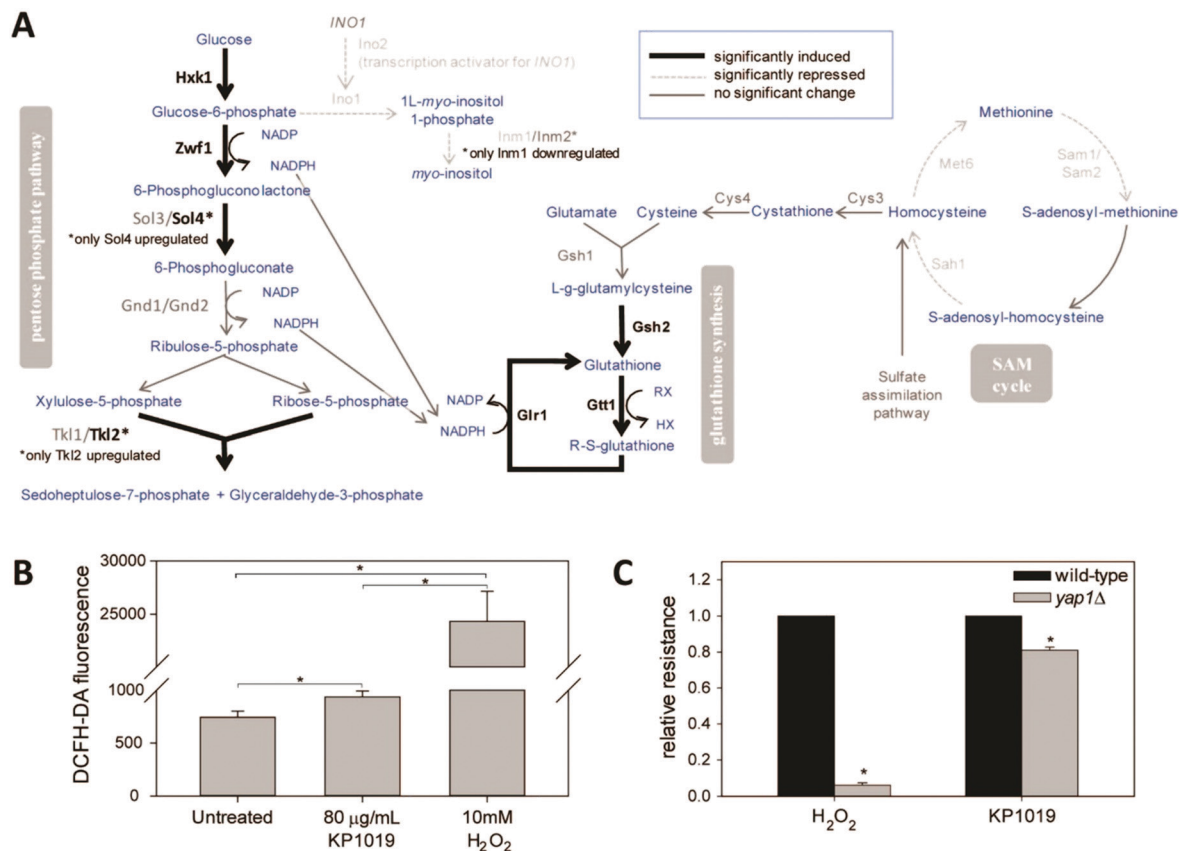 A
INO1
Glucose
Ino2
(transcription activator for INO1)
Hxk1
Ino1
Glucose-6-phosphate
1L-myo-inositol
1-phosphate
Zwf1
NADP
NADPH
Inm1/Inm2*
*only Inm1 downregulated
myo-inositol
6-Phosphogluconolactone
Sol3/Sol4*
*only Sol4 upregulated
6-Phosphogluconate
Gnd1/Gnd2
NADP
NADPH
Ribulose-5-phosphate
Xylulose-5-phosphate
Ribose-5-phosphate
Tkl1/Tkl2*
*only Tkl2 upregulated
Sedoheptulose-7-phosphate + Glyceraldehyde-3-phosphate
pentose phosphate pathway
significantly induced
significantly repressed
no significant change
Glutamate
Cysteine
Cys4
Cystathione
Cys3
Homocysteine
Gsh1
L-g-glutamylcysteine
Gsh2
Glutathione
NADP
NADPH
Glr1
Gtt1
RX
HX
R-S-glutathione
glutathione synthesis
Methionine
Met6
Sam1/
Sam2
S-adenosyl-methionine
Sah1
S-adenosyl-homocysteine
Sulfate
assimilation
pathway
SAM
cycle
B
DCFH-DA fluorescence
30000
25000
1000
500
0
*
*
*
Untreated
80 μg/mL
KP1019
10mM
H₂O₂
C
relative resistance
1.2
1.0
0.8
0.6
0.4
0.2
0.0
wild-type
yap1Δ
*
*
H₂O₂
KP1019